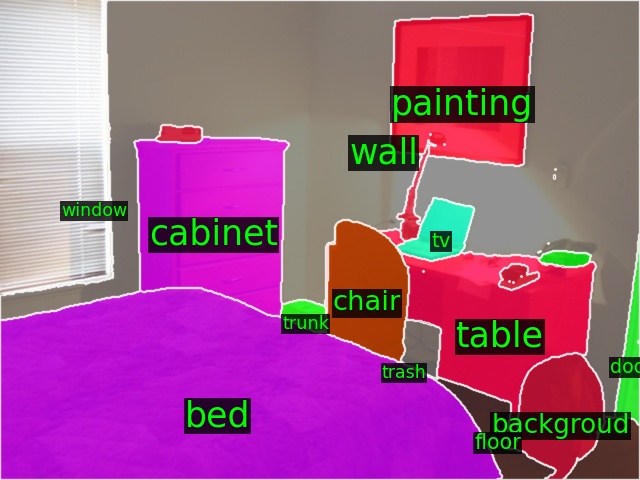 painting
wall
window
cabinet
tv
chair
trunk
table
trash
doo
bed
backgroud
floor